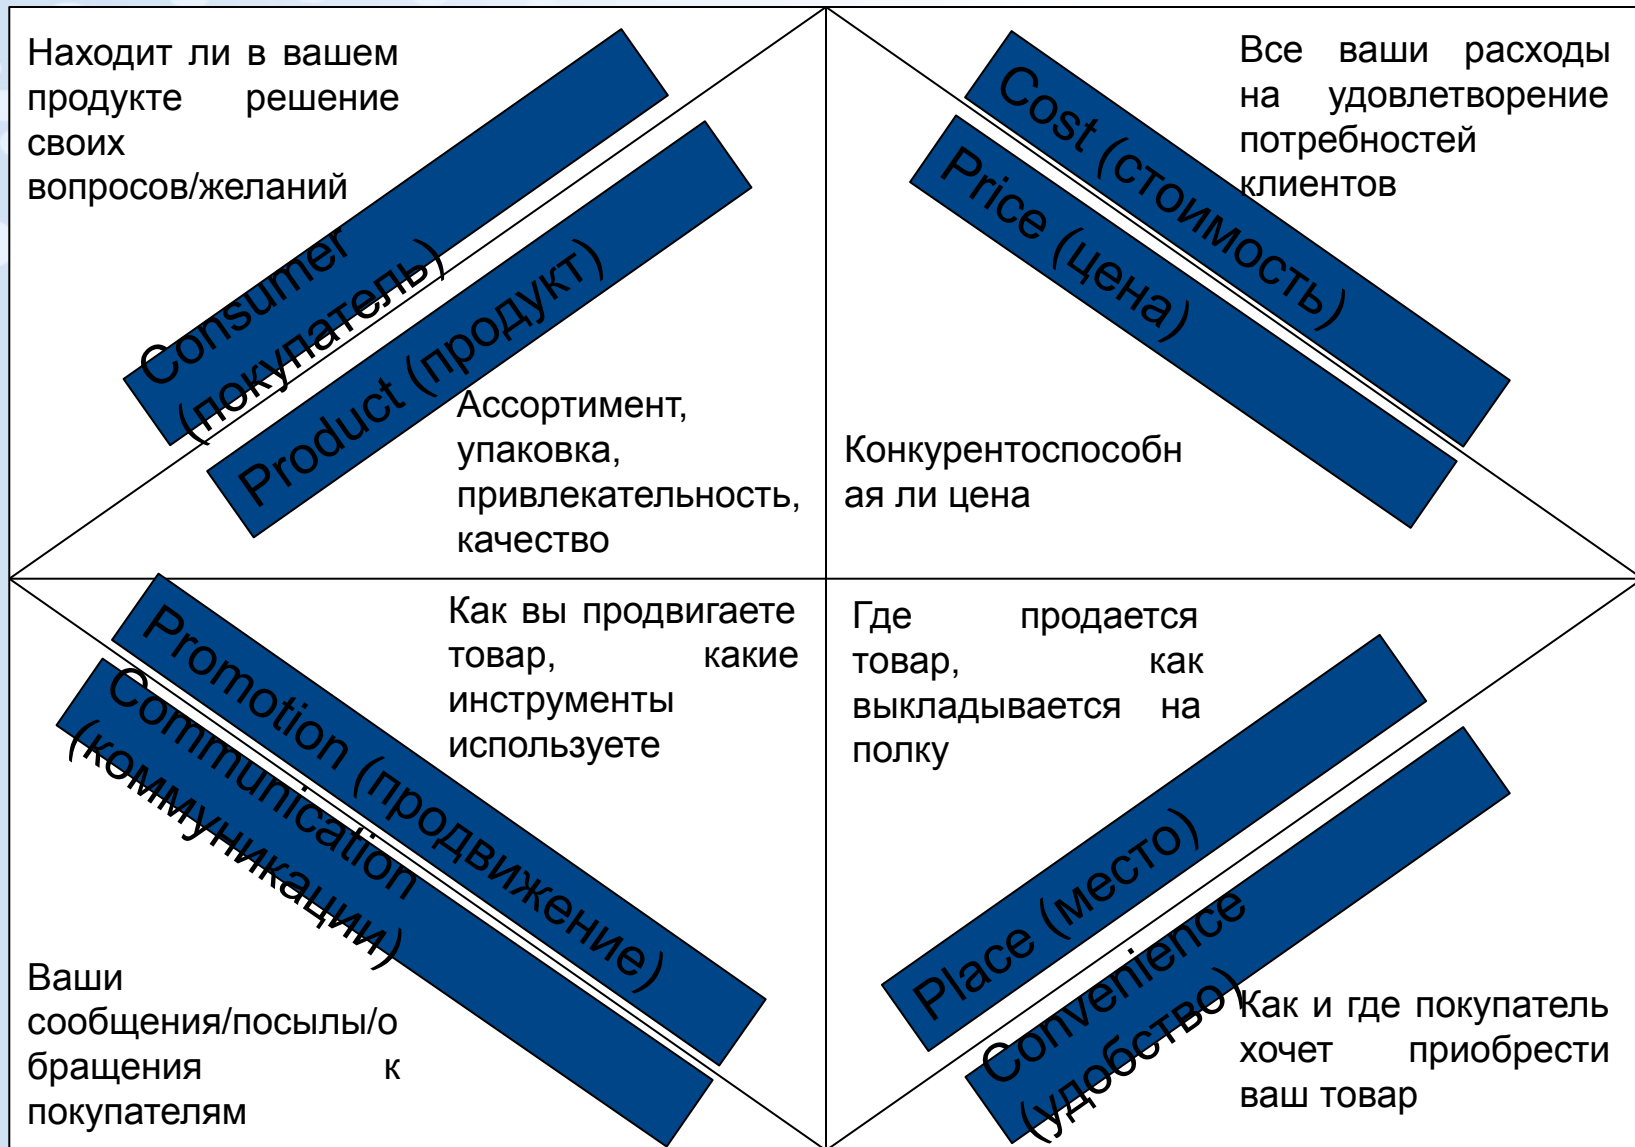 Находит ли в вашем
продукте решение
своих
вопросов/желаний
Consumer
(покупатель)
Product (продукт)
Ассортимент,
упаковка,
привлекательность,
качество
Все ваши расходы
на удовлетворение
потребностей
клиентов
Cost (стоимость)
Price (цена)
Конкурентоспособн
ая ли цена
Как вы продвигаете
товар, какие
инструменты
используете
Promotion (продвижение)
Communication
(коммуникации)
Ваши
сообщения/посылы/о
бращения к
покупателям
Где продается
товар, как
выкладывается на
полку
Place (место)
Convenience
(удобство)
Как и где покупатель
хочет приобрести
ваш товар